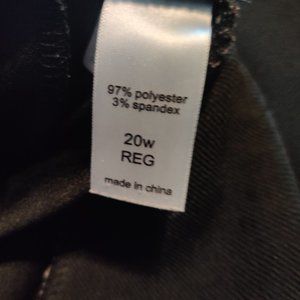 97% polyester
3% spandex
20w
REG
made in china